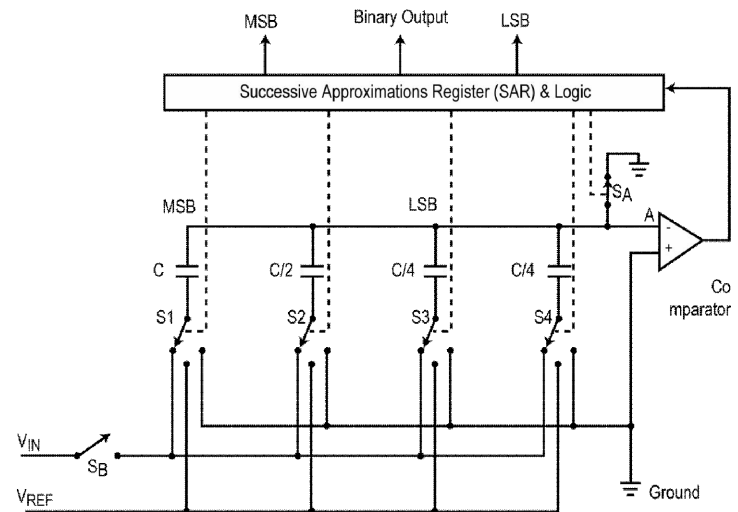 MSB Binary Output LSB
Successive Approximations Register (SAR) & Logic
MSB LSB A SA
C C/2 C/4 C/4 - +
S1 S2 S3 S4
Co
mparator
VIN
SB
VREF
Ground